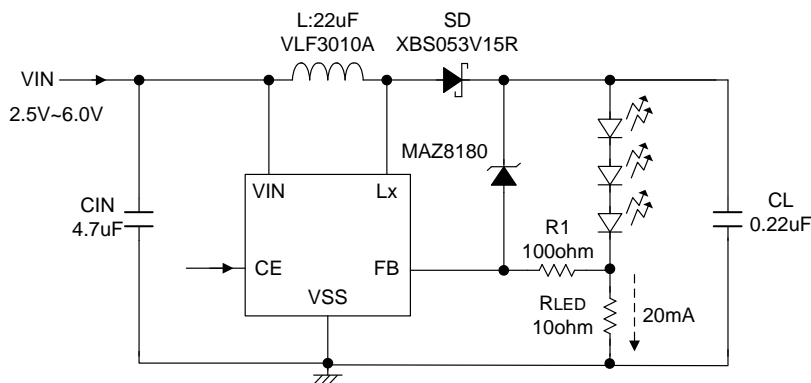 L:22uF
VLF3010A
SD
XBS053V15R
VIN
2.5V~6.0V
MAZ8180
VIN
Lx
CIN
4.7uF
CL
0.22uF
R1
100ohm
CE
FB
VSS
RLED
10ohm
20mA